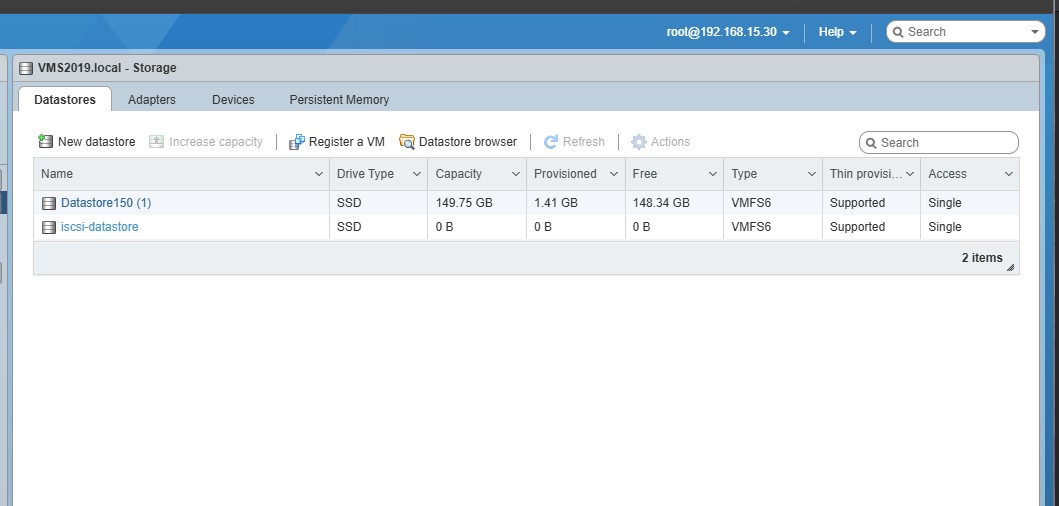 root@192.168.15.30 Help Search
VMS2019.local - Storage
Datastores Adapters Devices Persistent Memory
New datastore Increase capacity Register a VM Datastore browser Refresh Actions Search
Name Drive Type Capacity Provisioned Free Type Thin provisi... Access
Datastore150 (1) SSD 149.75 GB 1.41 GB 148.34 GB VMFS6 Supported Single
iscsi-datastore SSD 0 B 0 B 0 B VMFS6 Supported Single
2 items